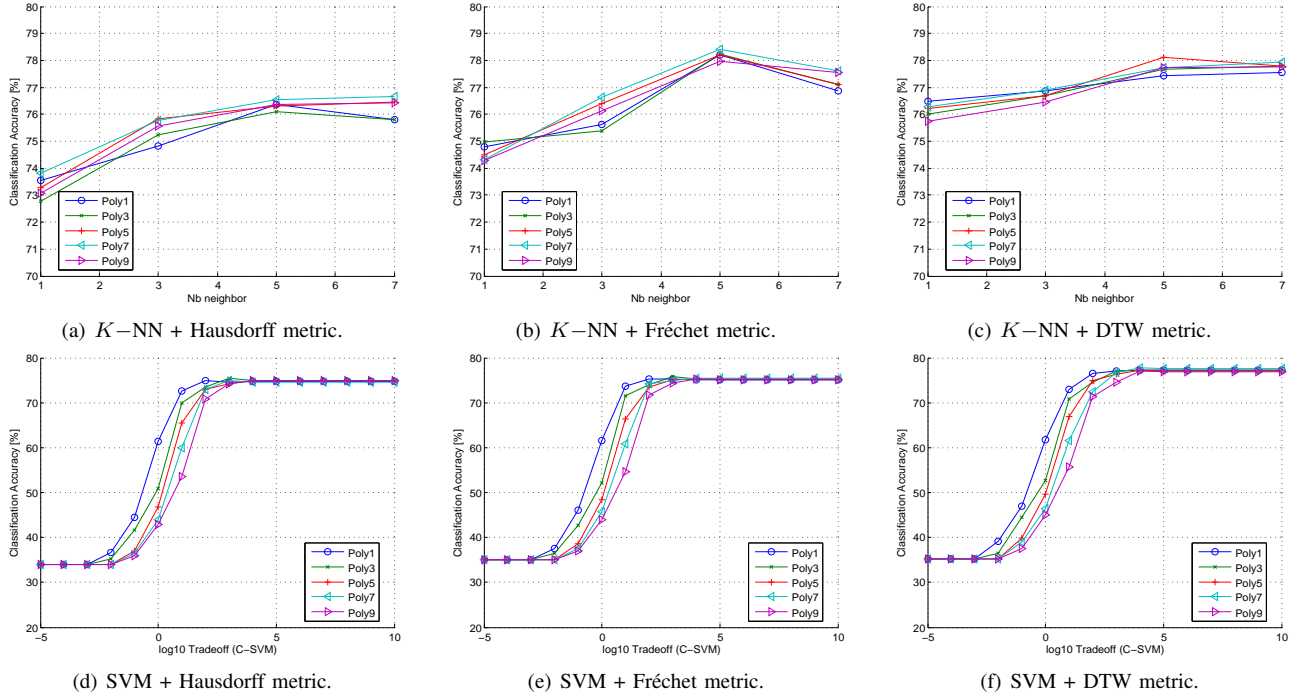 80
79
78
77
76
75
74
73
72
71
70
1 2 3 4 5 6 7
Classification Accuracy [%]
Nb neighbor
Poly1
Poly3
Poly5
Poly7
Poly9
(a) K−NN + Hausdorff metric.
80
79
78
77
76
75
74
73
72
71
70
1 2 3 4 5 6 7
Classification Accuracy [%]
Nb neighbor
Poly1
Poly3
Poly5
Poly7
Poly9
(b) K−NN + Fréchet metric.
80
79
78
77
76
75
74
73
72
71
70
1 2 3 4 5 6 7
Classification Accuracy [%]
Nb neighbor
Poly1
Poly3
Poly5
Poly7
Poly9
(c) K−NN + DTW metric.
80
70
60
50
40
30
20
−5 0 5 10
Classification Accuracy [%]
log10 Tradeoff (C−SVM)
Poly1
Poly3
Poly5
Poly7
Poly9
(d) SVM + Hausdorff metric.
80
70
60
50
40
30
20
−5 0 5 10
Classification Accuracy [%]
log10 Tradeoff (C−SVM)
Poly1
Poly3
Poly5
Poly7
Poly9
(e) SVM + Fréchet metric.
80
70
60
50
40
30
20
−5 0 5 10
Classification Accuracy [%]
log10 Tradeoff (C−SVM)
Poly1
Poly3
Poly5
Poly7
Poly9
(f) SVM + DTW metric.